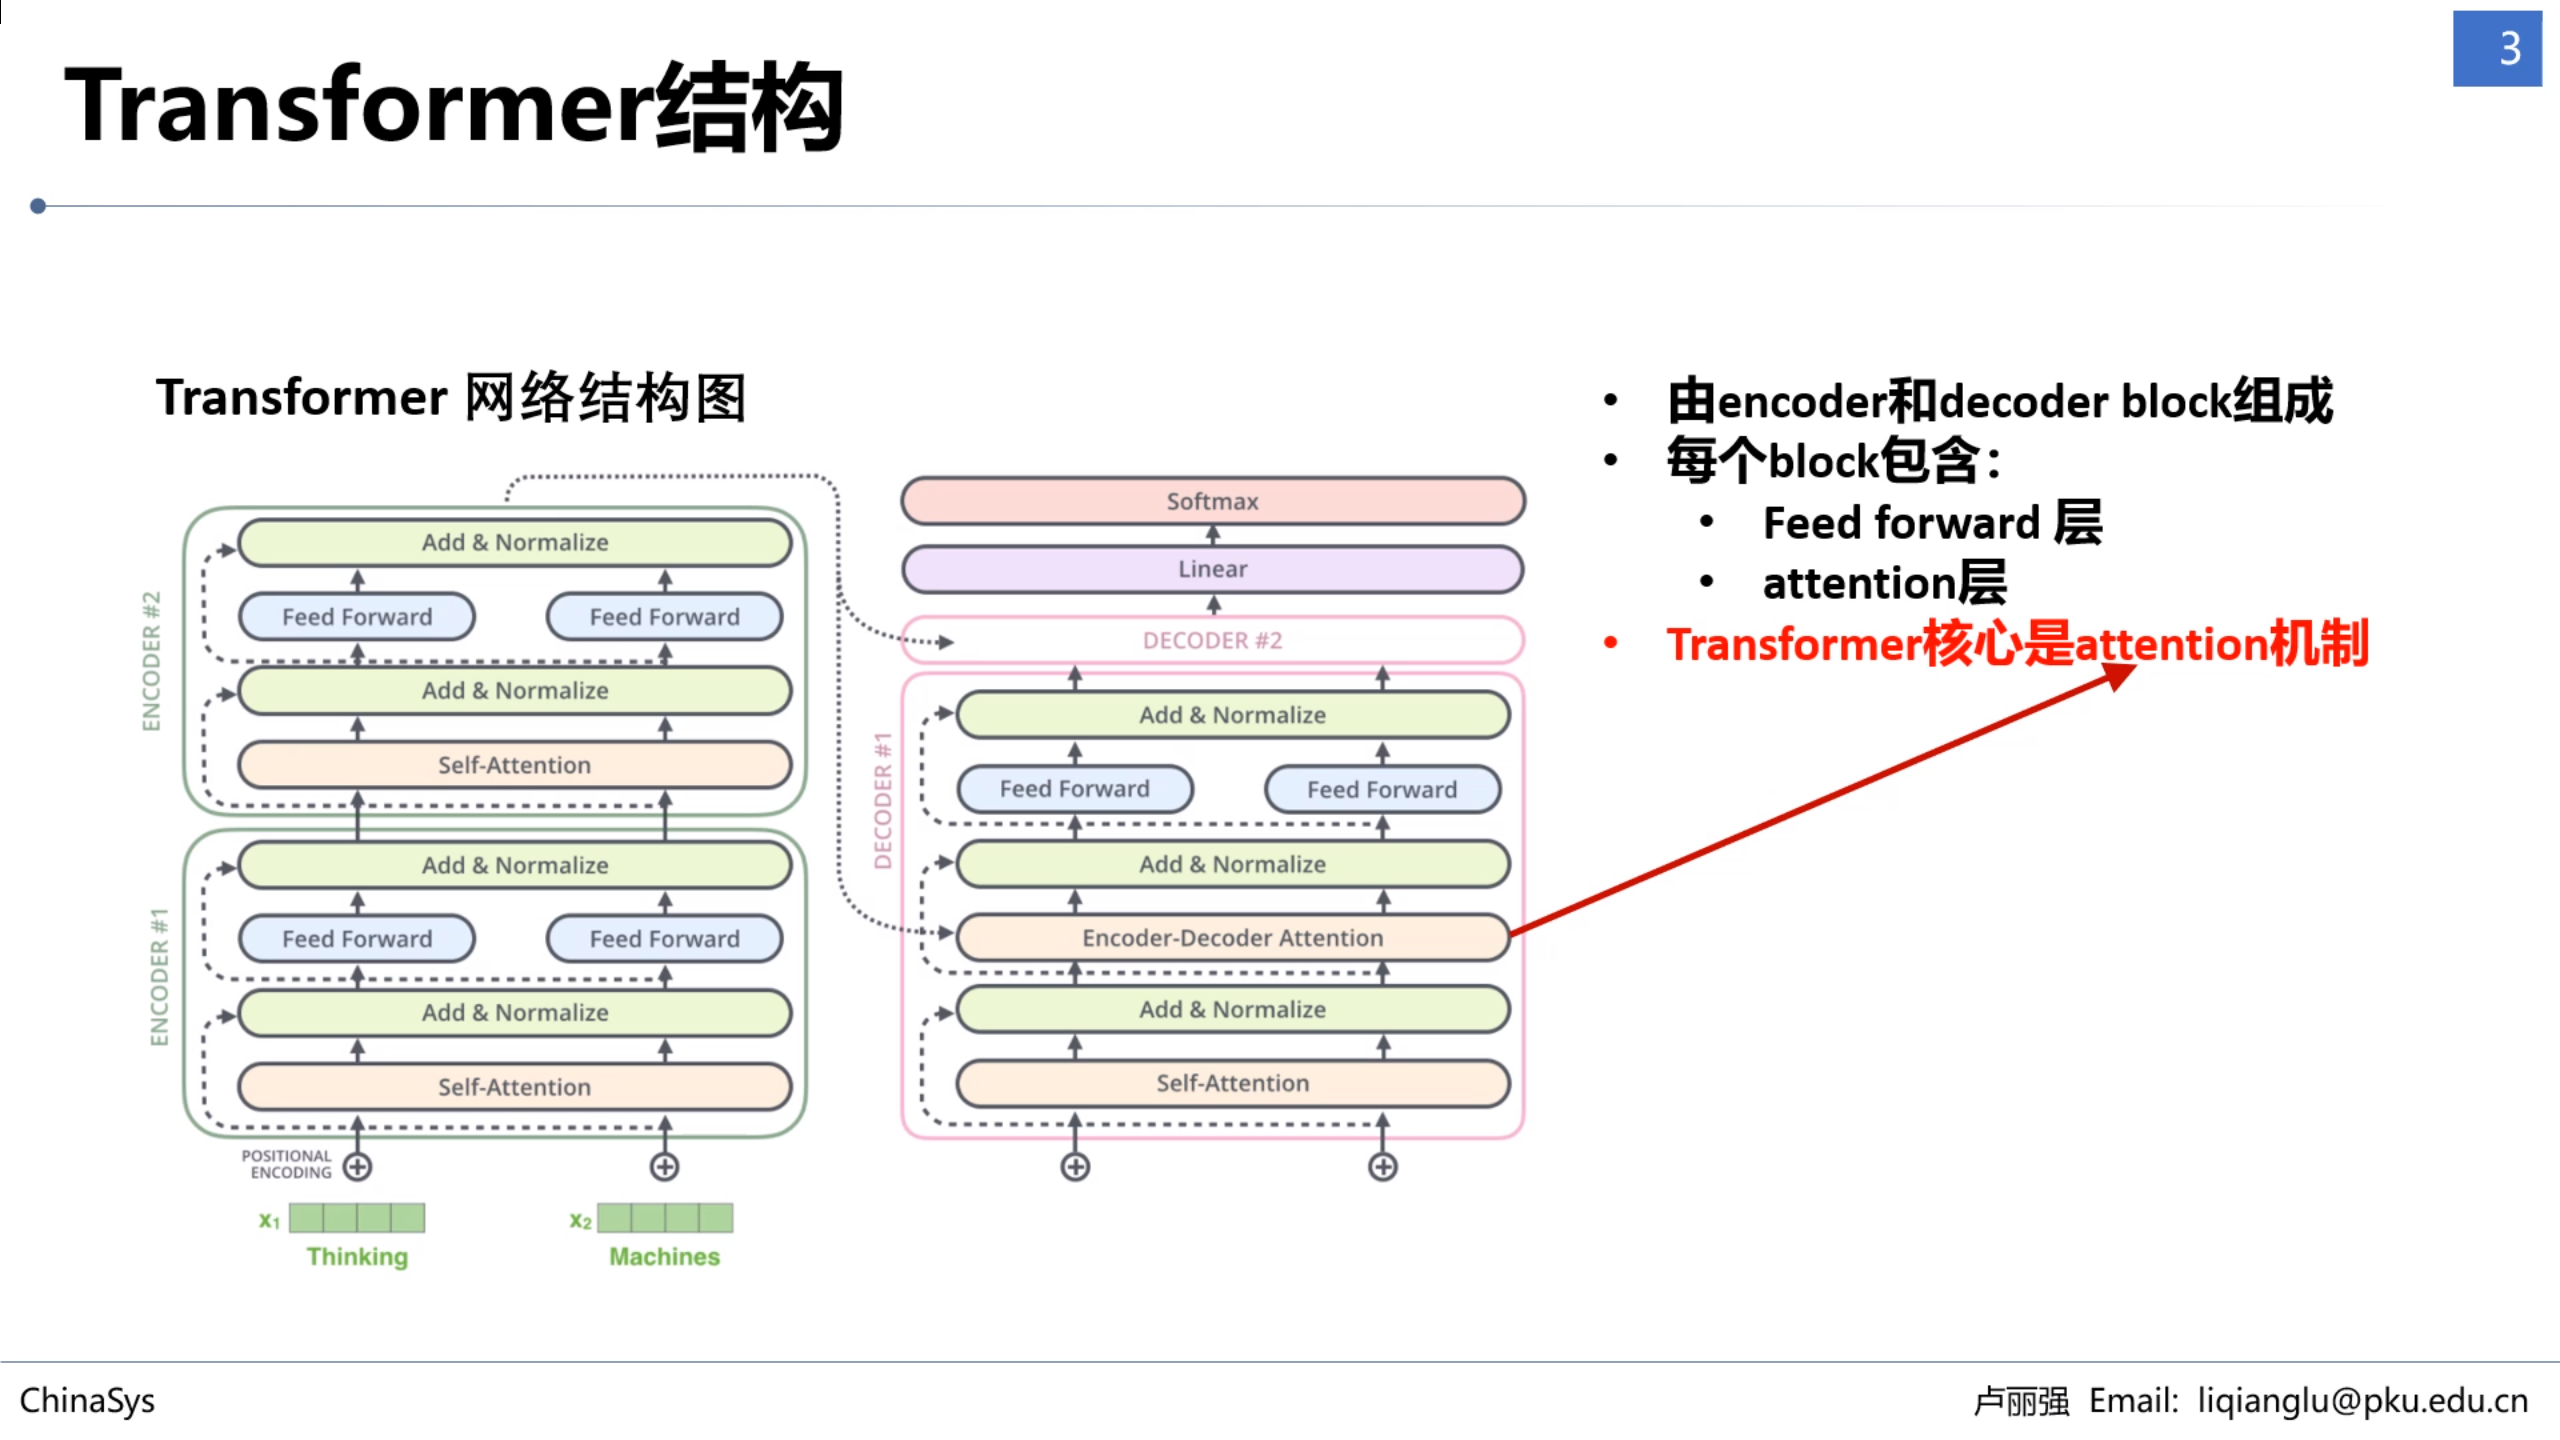 3
Transformer结构
Transformer 网络结构图
ENCODER #2
Add & Normalize
Feed Forward
Feed Forward
Add & Normalize
Self-Attention
ENCODER #1
Add & Normalize
Feed Forward
Feed Forward
Add & Normalize
Self-Attention
POSITIONAL
ENCODING
x₁
x₂
Thinking
Machines
Softmax
Linear
DECODER #2
DECODER #1
Add & Normalize
Feed Forward
Feed Forward
Add & Normalize
Encoder-Decoder Attention
Add & Normalize
Self-Attention
• 由encoder和decoder block组成
• 每个block包含：
• Feed forward 层
• attention层
• Transformer核心是attention机制
ChinaSys
卢丽强 Email: liqianglu@pku.edu.cn